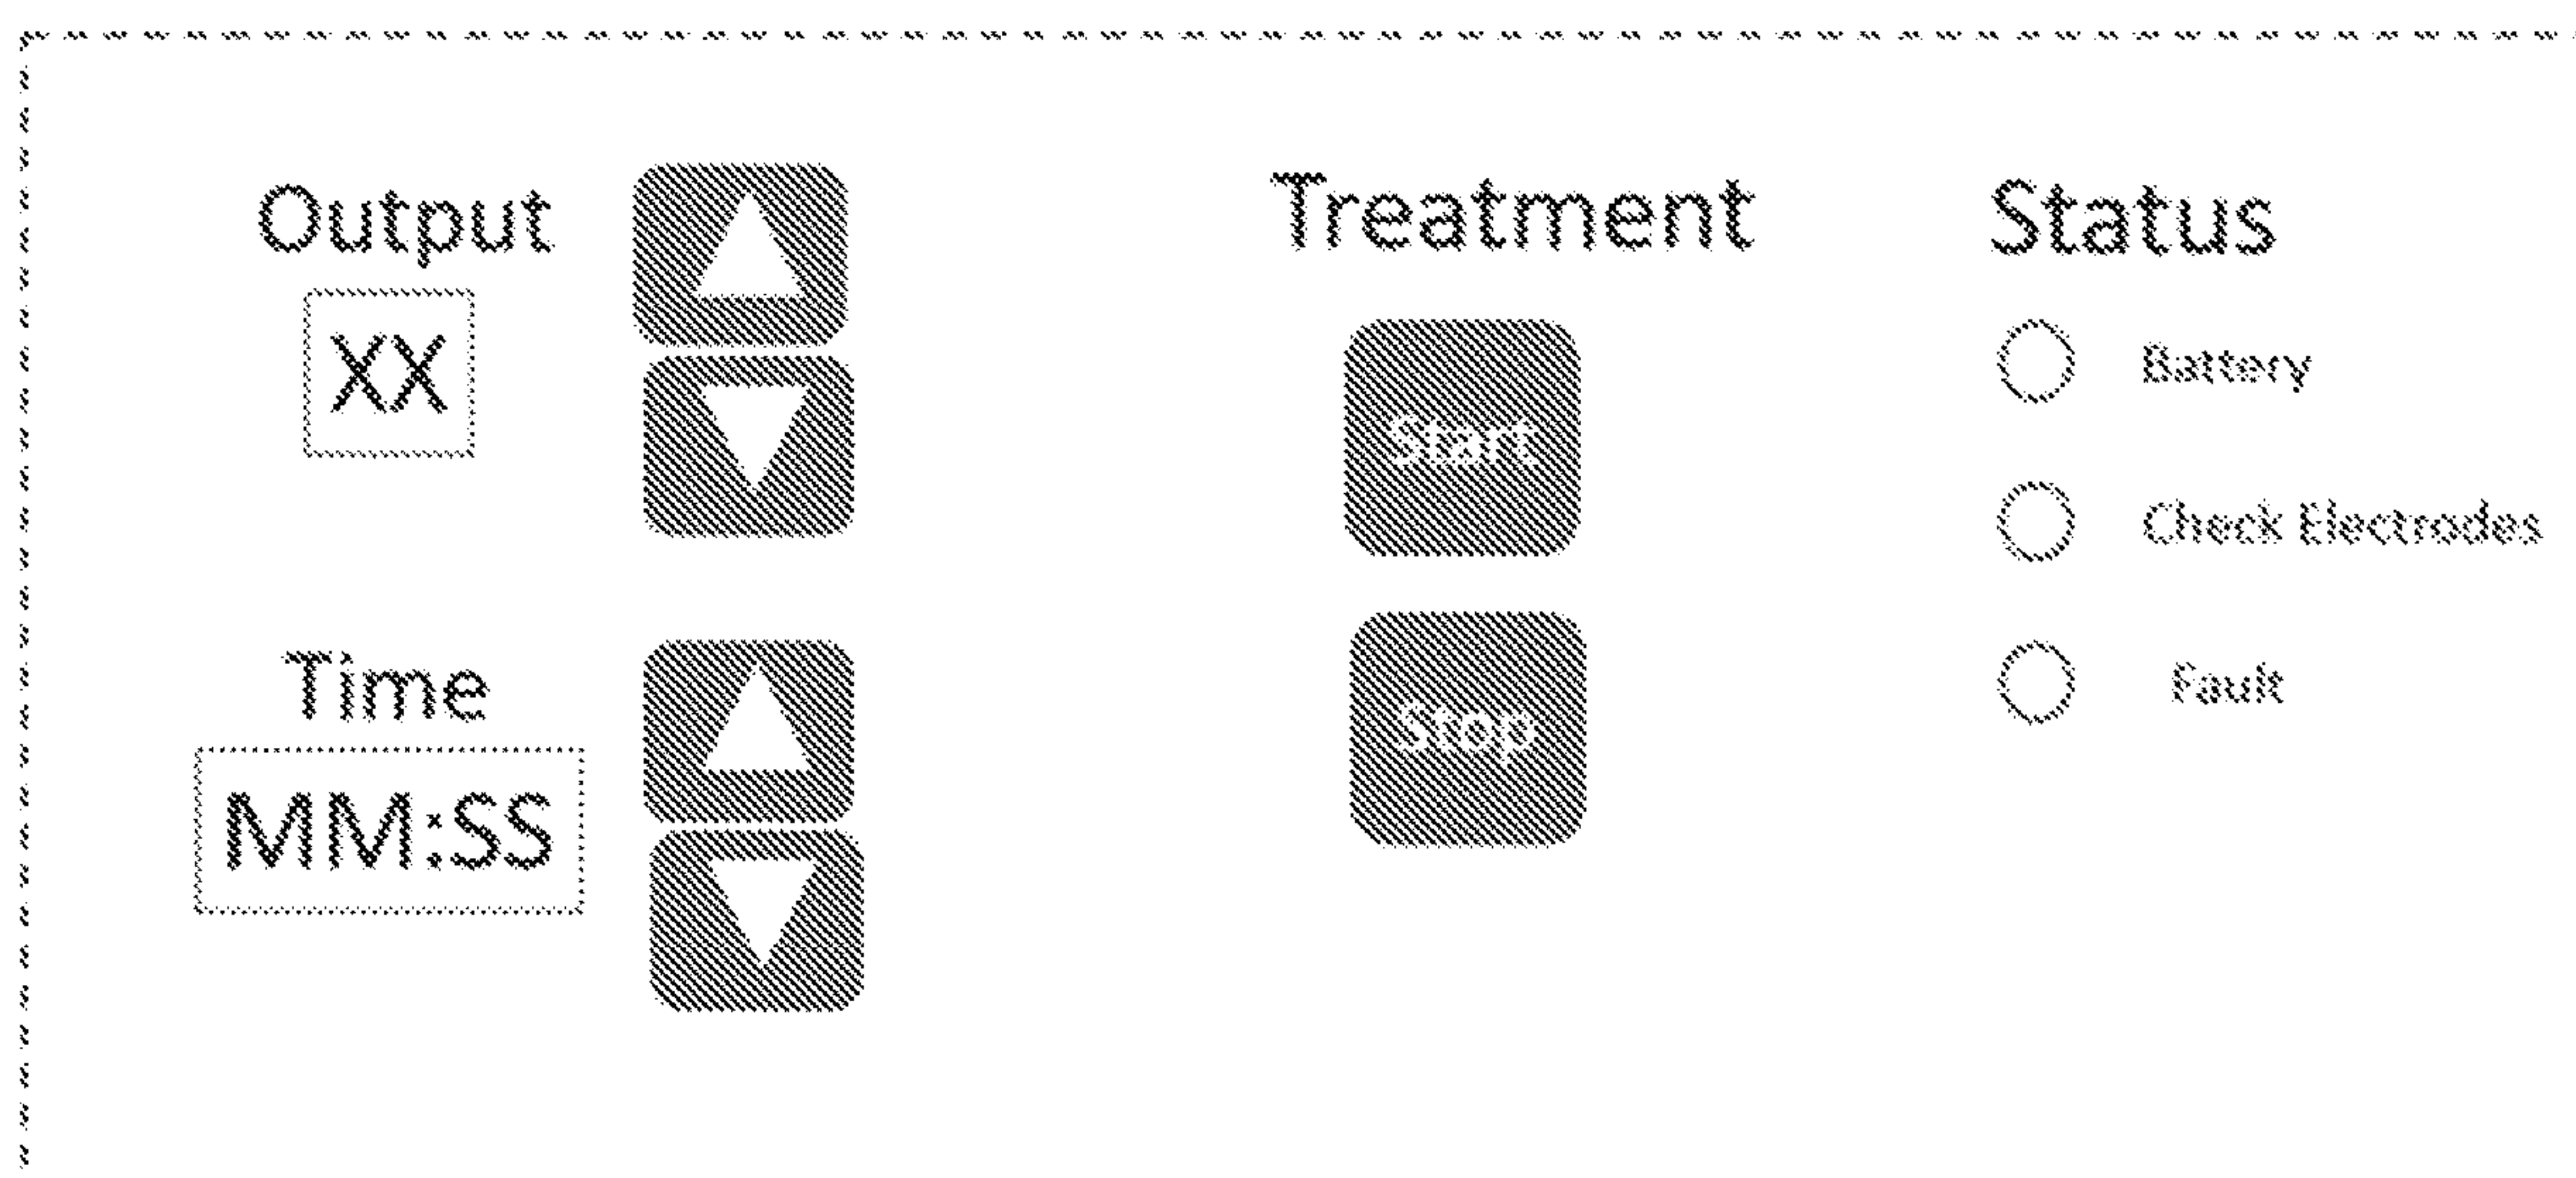 Output
XX
Time
MM:SS
Treatment
Start
Stop
Status
Battery
Check Electrodes
Fault